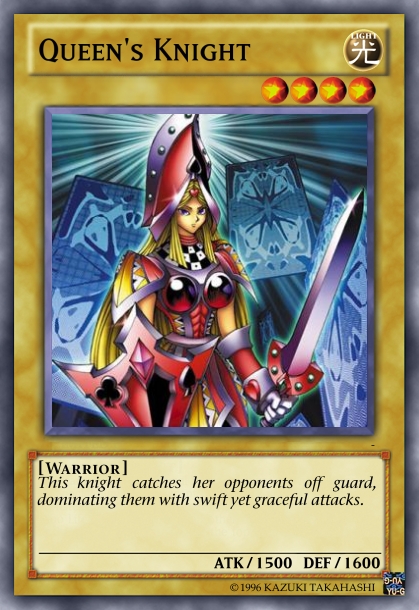 QUEEN'S KNIGHT
LIGHT
光
[WARRIOR]
This knight catches her opponents off guard,
dominating them with swift yet graceful attacks.
ATK / 1500 DEF / 1600
©1996 KAZUKI TAKAHASHI